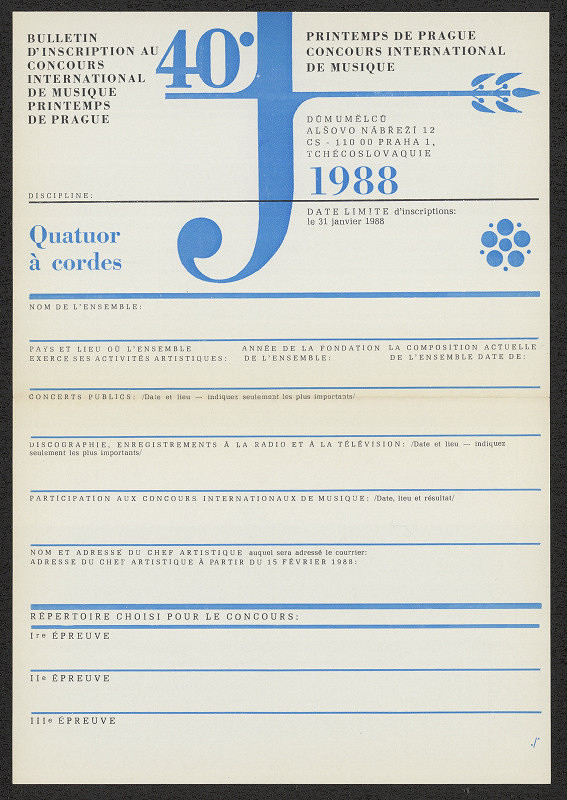 BULLETIN
D'INSCRIPTION AU
CONCOURS
INTERNATIONAL
DE MUSIQUE
PRINTEMPS
DE PRAGUE
40e
PRINTEMPS DE PRAGUE
CONCOURS INTERNATIONAL
DE MUSIQUE
DŮM UMĚLCŮ
ALŠOVO NÁBŘEŽÍ 12
CS - 110 00 PRAHA 1,
TCHÉCOSLOVAQUIE
1988
DISCIPLINE:
DATE LIMITE d'inscriptions:
le 31 janvier 1988
Quatuor
à cordes
NOM DE L'ENSEMBLE:
PAYS ET LIEU OÙ L'ENSEMBLE
EXERCE SES ACTIVITÉS ARTISTIQUES:
ANNÉE DE LA FONDATION
DE L'ENSEMBLE:
LA COMPOSITION ACTUELLE
DE L'ENSEMBLE DATE DE:
CONCERTS PUBLICS: /Date et lieu — indiquez seulement les plus importants/
DISCOGRAPHIE, ENREGISTREMENTS À LA RADIO ET À LA TÉLÉVISION: /Date et lieu — indiquez
seulement les plus importants/
PARTICIPATION AUX CONCOURS INTERNATIONAUX DE MUSIQUE: /Date, lieu et résultat/
NOM ET ADRESSE DU CHEF ARTISTIQUE auquel sera adressé le courrier:
ADRESSE DU CHEF ARTISTIQUE À PARTIR DU 15 FÉVRIER 1988:
RÉPERTOIRE CHOISI POUR LE CONCOURS:
Ire ÉPREUVE
IIe ÉPREUVE
IIIe ÉPREUVE